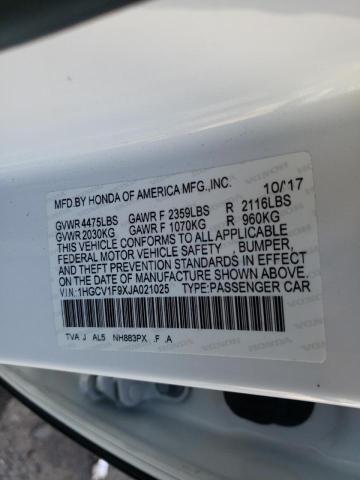 MFD.BY HONDA OF AMERICA MFG.,INC. 10/'17
GVWR 4475LBS GAWR F 2359LBS R 2116LBS
GVWR 2030KG GAWR F 1070KG R 960KG
THIS VEHICLE CONFORMS TO ALL APPLICABLE
FEDERAL MOTOR VEHICLE SAFETY, BUMPER,
AND THEFT PREVENTION STANDARDS IN EFFECT
ON THE DATE OF MANUFACTURE SHOWN ABOVE.
V.I.N:1HGCV1F9XJA021025 TYPE:PASSENGER CAR
TVA J AL5 NH883PX .F .A